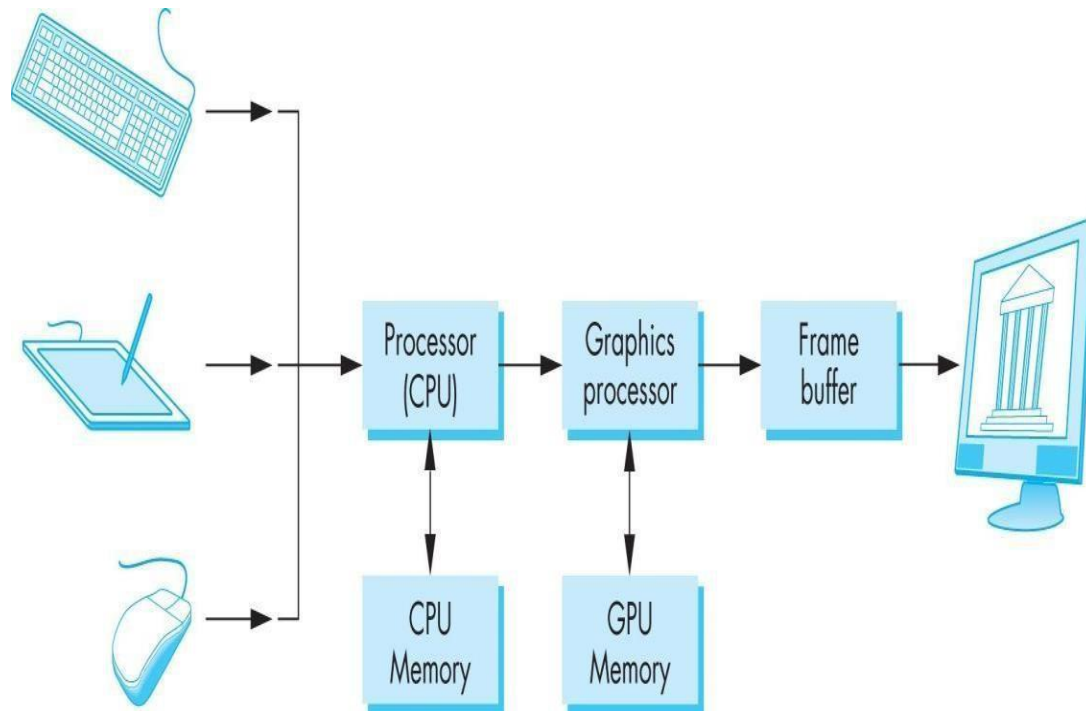 Processor
(CPU)
Graphics
processor
Frame
buffer
CPU
Memory
GPU
Memory